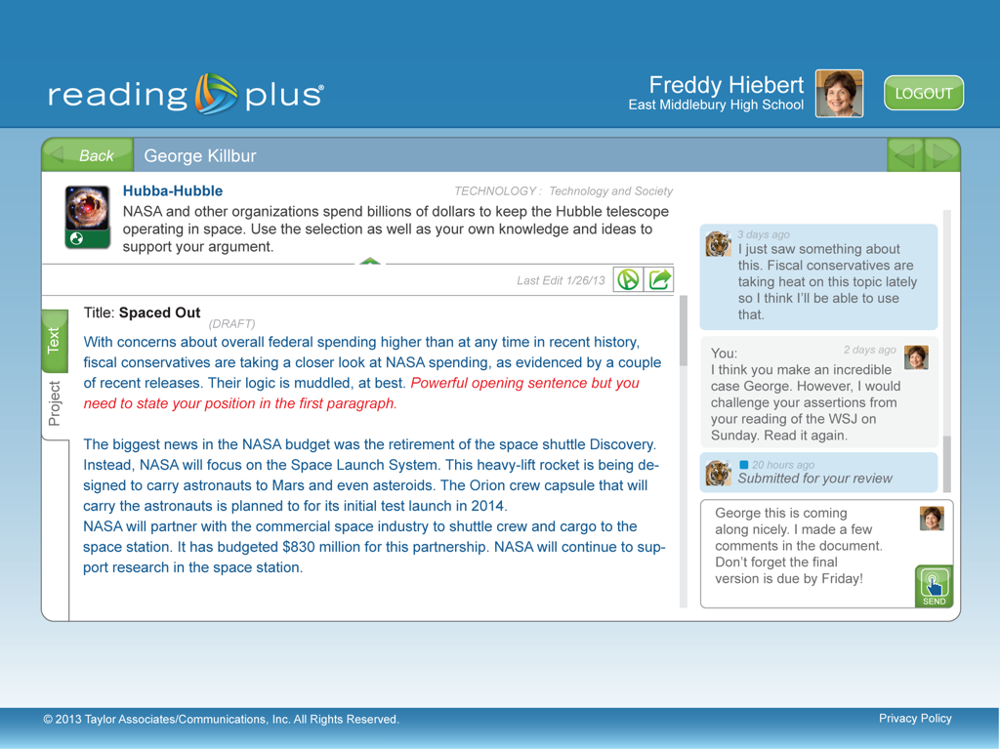 reading plus®
Freddy Hiebert
East Middlebury High School
LOGOUT
Back
George Killbur
Hubba-Hubble
TECHNOLOGY : Technology and Society
NASA and other organizations spend billions of dollars to keep the Hubble telescope
operating in space. Use the selection as well as your own knowledge and ideas to
support your argument.
Last Edit 1/26/13
Text
Project
Title: Spaced Out
(DRAFT)
With concerns about overall federal spending higher than at any time in recent history,
fiscal conservatives are taking a closer look at NASA spending, as evidenced by a couple
of recent releases. Their logic is muddled, at best. Powerful opening sentence but you
need to state your position in the first paragraph.
The biggest news in the NASA budget was the retirement of the space shuttle Discovery.
Instead, NASA will focus on the Space Launch System. This heavy-lift rocket is being de-
signed to carry astronauts to Mars and even asteroids. The Orion crew capsule that will
carry the astronauts is planned to for its initial test launch in 2014.
NASA will partner with the commercial space industry to shuttle crew and cargo to the
space station. It has budgeted $830 million for this partnership. NASA will continue to sup-
port research in the space station.
3 days ago
I just saw something about
this. Fiscal conservatives are
taking heat on this topic lately
so I think I'll be able to use
that.
You:
2 days ago
I think you make an incredible
case George. However, I would
challenge your assertions from
your reading of the WSJ on
Sunday. Read it again.
20 hours ago
Submitted for your review
George this is coming
along nicely. I made a few
comments in the document.
Don't forget the final
version is due by Friday!
SEND
© 2013 Taylor Associates/Communications, Inc. All Rights Reserved.
Privacy Policy